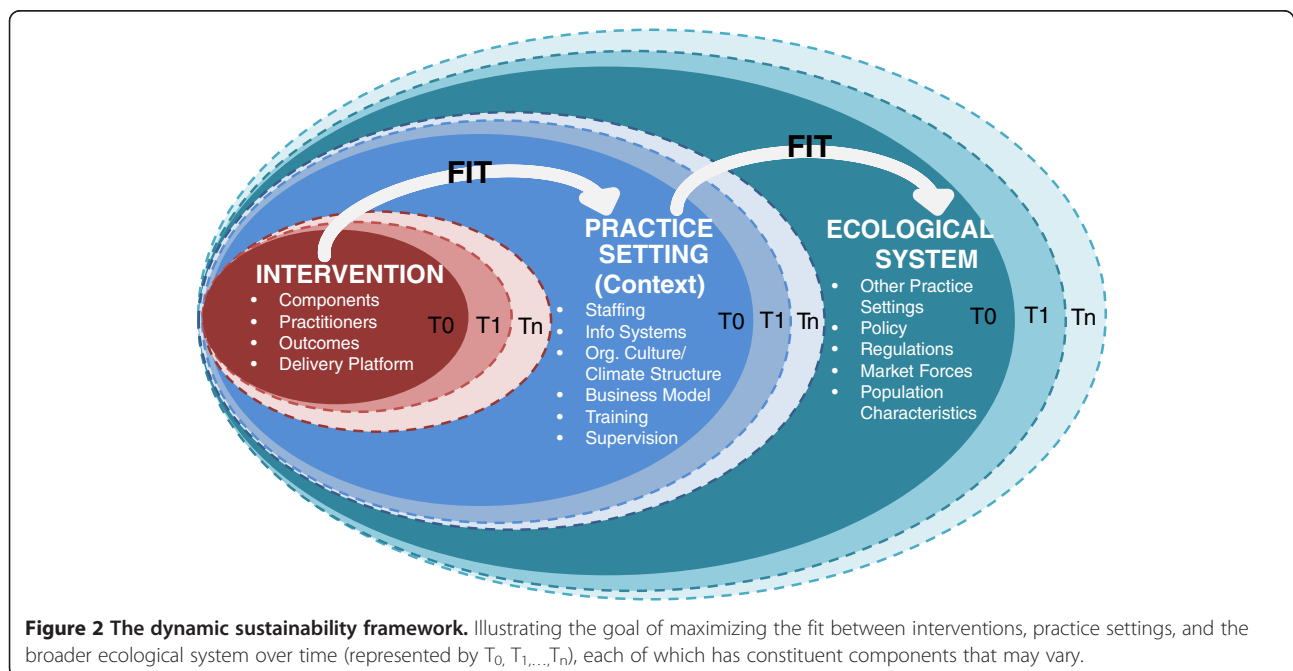 FIT
FIT
INTERVENTION
• Components
• Practitioners
• Outcomes
• Delivery Platform
T0 T1 Tn
PRACTICE
SETTING
(Context)
• Staffing
• Info Systems
• Org. Culture/
Climate Structure
• Business Model
• Training
• Supervision
T0 T1 Tn
ECOLOGICAL
SYSTEM
• Other Practice
Settings
• Policy
• Regulations
• Market Forces
• Population
Characteristics
T0 T1 Tn
Figure 2 The dynamic sustainability framework. Illustrating the goal of maximizing the fit between interventions, practice settings, and the
broader ecological system over time (represented by T0, T1,...,Tn), each of which has constituent components that may vary.